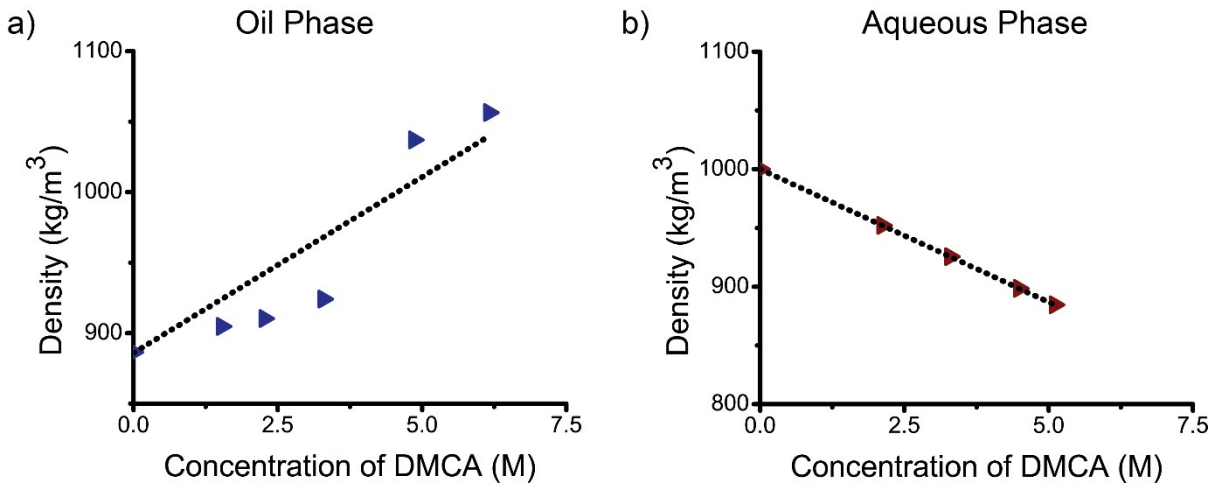 a) Oil Phase
1100
1000
900
Density (kg/m³)
0.0 2.5 5.0 7.5
Concentration of DMCA (M)
b) Aqueous Phase
1100
1000
900
800
Density (kg/m³)
0.0 2.5 5.0 7.5
Concentration of DMCA (M)